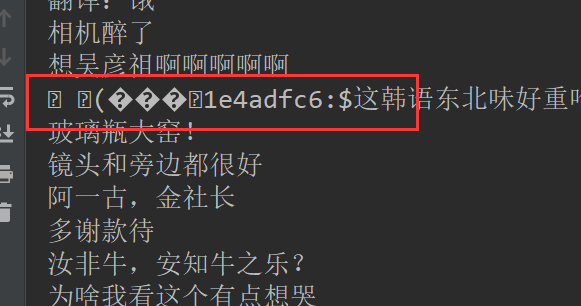 翻译：饿
相机醉了
想吴彦祖啊啊啊啊啊
(���1e4adfc6:$这韩语东北味好重
玻璃瓶大窑！
镜头和旁边都很好
阿一古，金社长
多谢款待
汝非牛，安知牛之乐？
为啥我看这个有点想哭